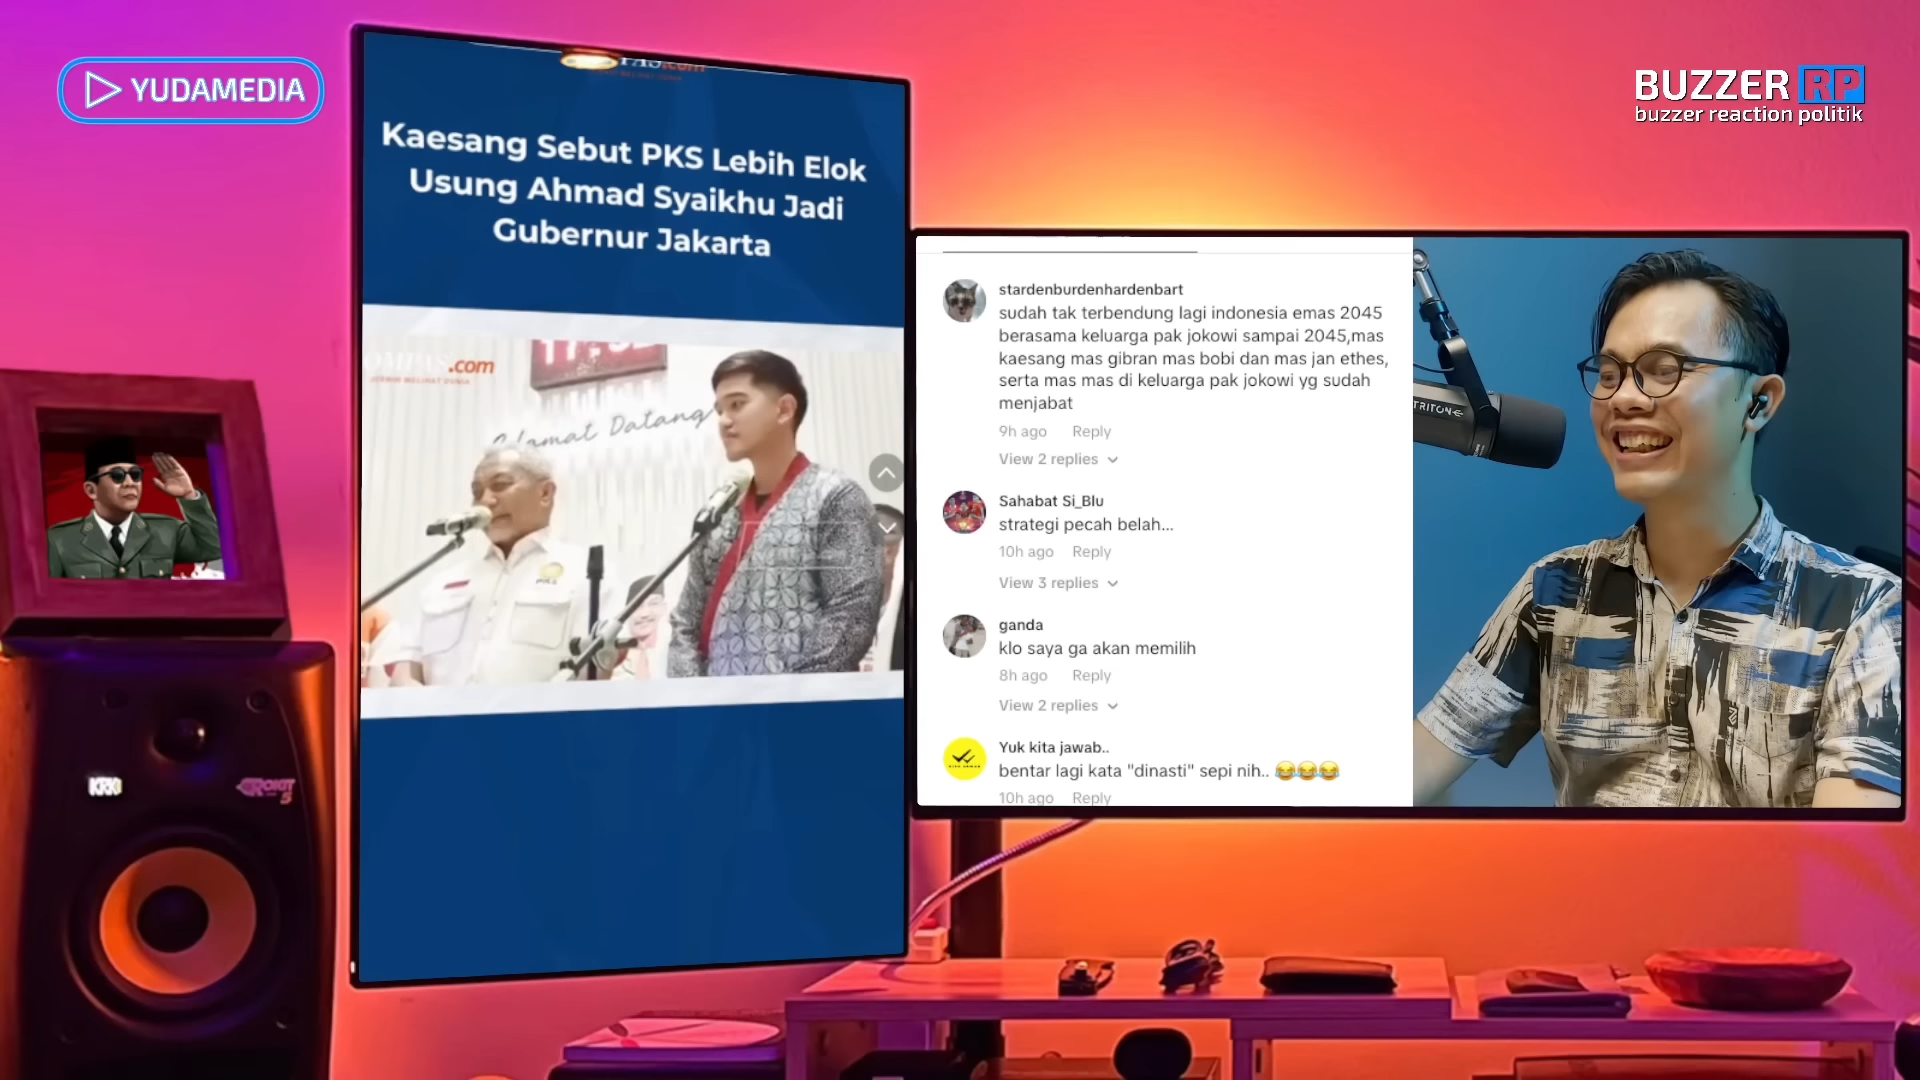 YUDAMEDIA
BUZZER RP
buzzer reaction politik
Kaesang Sebut PKS Lebih Elok
Usung Ahmad Syaikhu Jadi
Gubernur Jakarta
.com
Selamat Datang
PKS
stardenburdenhardenbart
sudah tak terbendung lagi indonesia emas 2045
berasama keluarga pak jokowi sampai 2045,mas
kaesang mas gibran mas bobi dan mas jan ethes,
serta mas mas di keluarga pak jokowi yg sudah
menjabat
9h ago Reply
View 2 replies
Sahabat Si_Blu
strategi pecah belah...
10h ago Reply
View 3 replies
ganda
klo saya ga akan memilih
8h ago Reply
View 2 replies
Yuk kita jawab..
bentar lagi kata "dinasti" sepi nih.. 😂😂😂
10h ago Reply
TRITON
KRK
ROKIT
5